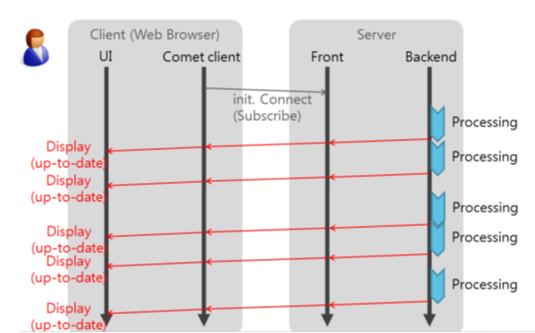 Client (Web Browser)
Server
UI
Comet client
Front
Backend
init. Connect
(Subscribe)
Processing
Display
(up-to-date)
Processing
Display
(up-to-date)
Processing
Display
(up-to-date)
Processing
Display
(up-to-date)
Processing
Display
(up-to-date)